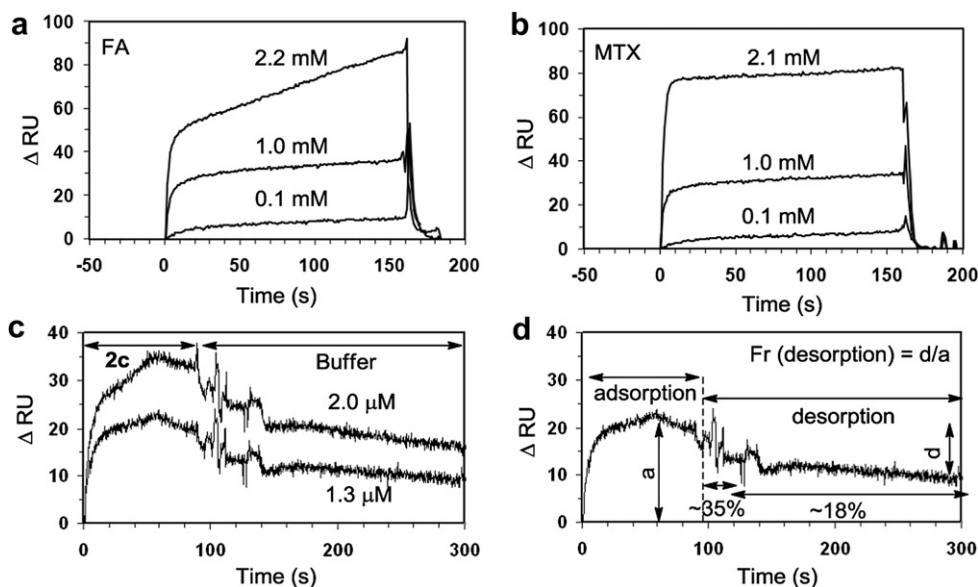 a
FA
2.2 mM
1.0 mM
0.1 mM
Δ RU
100
80
60
40
20
0
-50 0 50 100 150 200
Time (s)
b
MTX
2.1 mM
1.0 mM
0.1 mM
Δ RU
100
80
60
40
20
0
-50 0 50 100 150 200
Time (s)
c
2c
Buffer
2.0 µM
1.3 µM
Δ RU
40
30
20
10
0
0 100 200 300
Time (s)
d
Fr (desorption) = d/a
adsorption
desorption
a
d
~35%
~18%
Δ RU
40
30
20
10
0
0 100 200 300
Time (s)